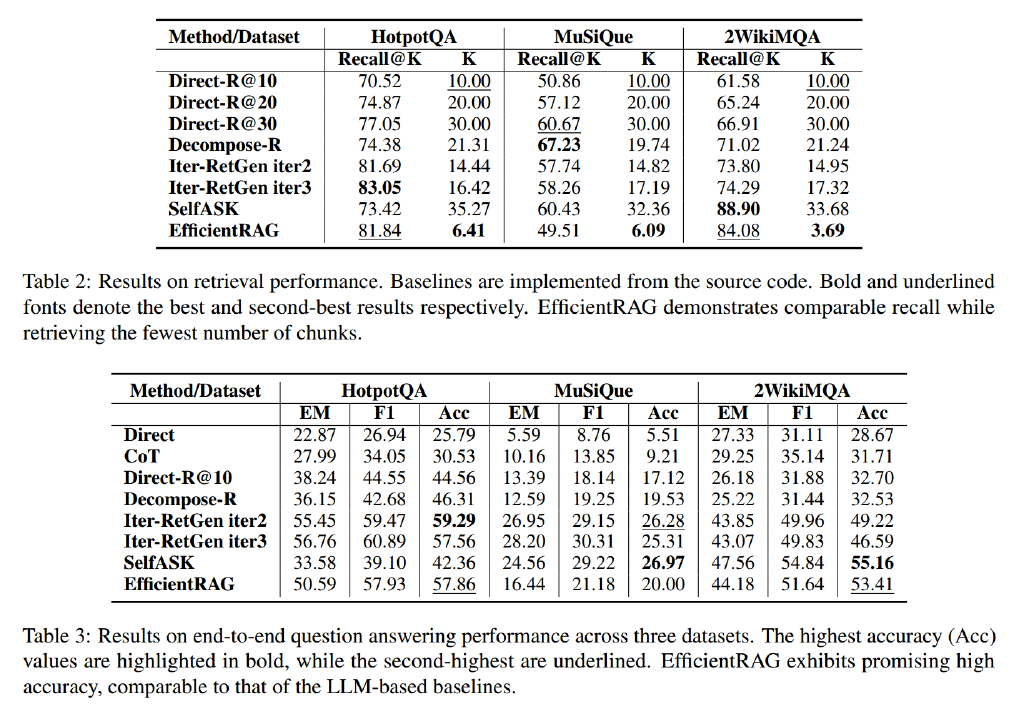 Method/Dataset HotpotQA MuSiQue 2WikiMQA
Recall@K K Recall@K K Recall@K K
Direct-R@10 70.52 10.00 50.86 10.00 61.58 10.00
Direct-R@20 74.87 20.00 57.12 20.00 65.24 20.00
Direct-R@30 77.05 30.00 60.67 30.00 66.91 30.00
Decompose-R 74.38 21.31 67.23 19.74 71.02 21.24
Iter-RetGen iter2 81.69 14.44 57.74 14.82 73.80 14.95
Iter-RetGen iter3 83.05 16.42 58.26 17.19 74.29 17.32
SelfASK 73.42 35.27 60.43 32.36 88.90 33.68
EfficientRAG 81.84 6.41 49.51 6.09 84.08 3.69
Table 2: Results on retrieval performance. Baselines are implemented from the source code. Bold and underlined
fonts denote the best and second-best results respectively. EfficientRAG demonstrates comparable recall while
retrieving the fewest number of chunks.
Method/Dataset HotpotQA MuSiQue 2WikiMQA
EM F1 Acc EM F1 Acc EM F1 Acc
Direct 22.87 26.94 25.79 5.59 8.76 5.51 27.33 31.11 28.67
CoT 27.99 34.05 30.53 10.16 13.85 9.21 29.25 35.14 31.71
Direct-R@10 38.24 44.55 44.56 13.39 18.14 17.12 26.18 31.88 32.70
Decompose-R 36.15 42.68 46.31 12.59 19.25 19.53 25.22 31.44 32.53
Iter-RetGen iter2 55.45 59.47 59.29 26.95 29.15 26.28 43.85 49.96 49.22
Iter-RetGen iter3 56.76 60.89 57.56 28.20 30.31 25.31 43.07 49.83 46.59
SelfASK 33.58 39.10 42.36 24.56 29.22 26.97 47.56 54.84 55.16
EfficientRAG 50.59 57.93 57.86 16.44 21.18 20.00 44.18 51.64 53.41
Table 3: Results on end-to-end question answering performance across three datasets. The highest accuracy (Acc)
values are highlighted in bold, while the second-highest are underlined. EfficientRAG exhibits promising high
accuracy, comparable to that of the LLM-based baselines.